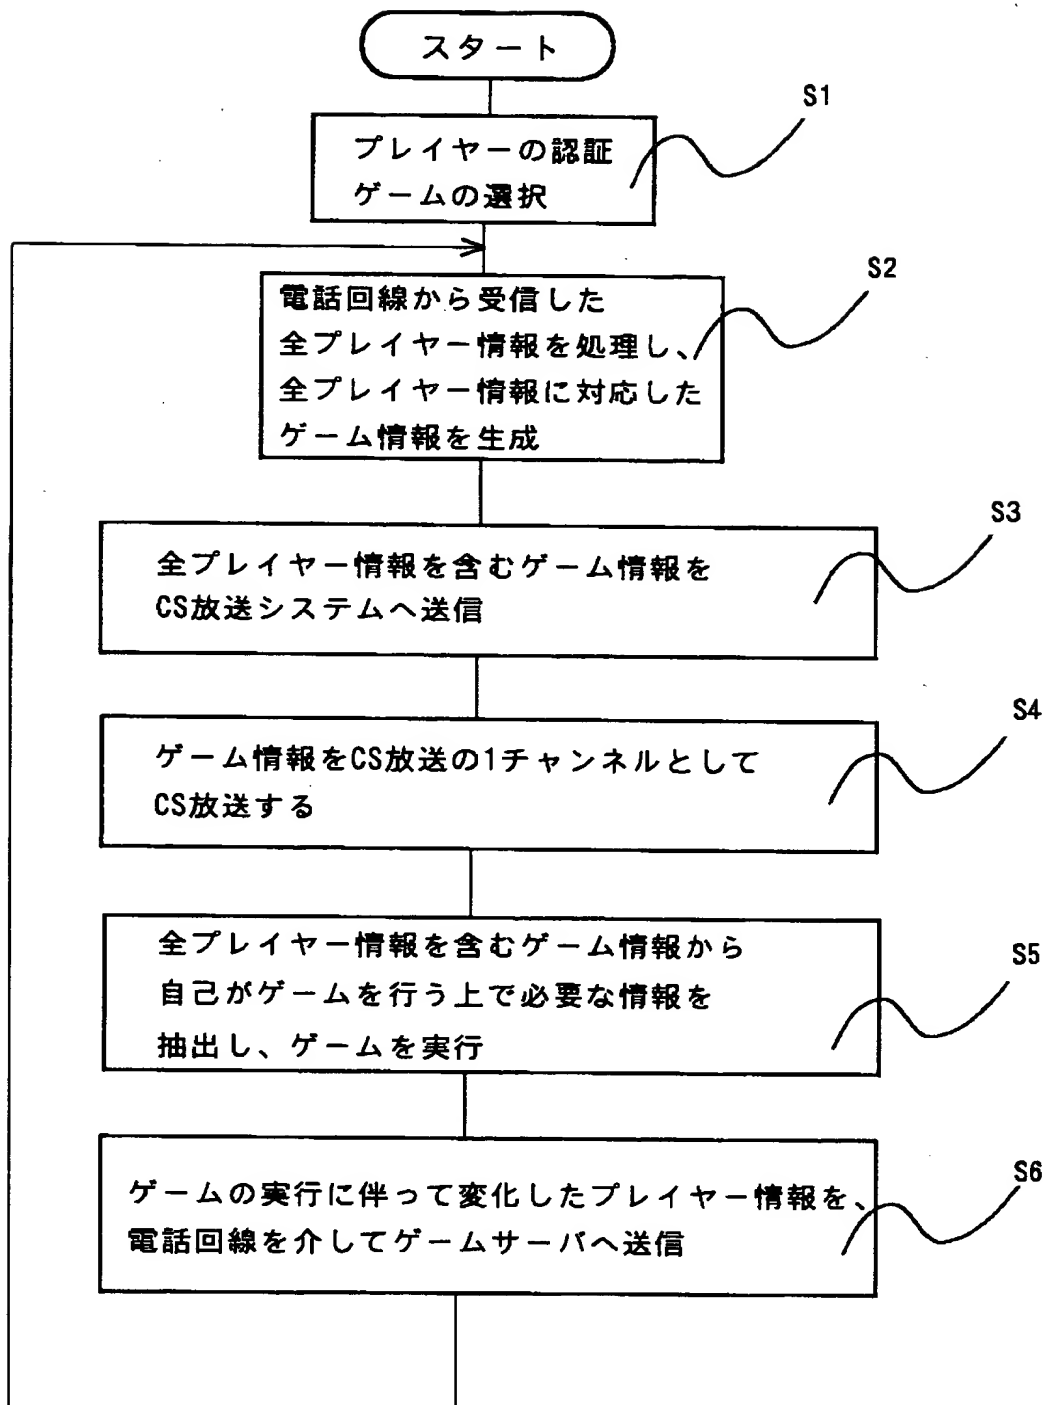 スタート
S1
プレイヤーの認証
ゲームの選択
S2
電話回線から受信した
全プレイヤー情報を処理し、
全プレイヤー情報に対応した
ゲーム情報を生成
S3
全プレイヤー情報を含むゲーム情報を
CS放送システムへ送信
S4
ゲーム情報をCS放送の1チャンネルとして
CS放送する
S5
全プレイヤー情報を含むゲーム情報から
自己がゲームを行う上で必要な情報を
抽出し、ゲームを実行
S6
ゲームの実行に伴って変化したプレイヤー情報を、
電話回線を介してゲームサーバへ送信